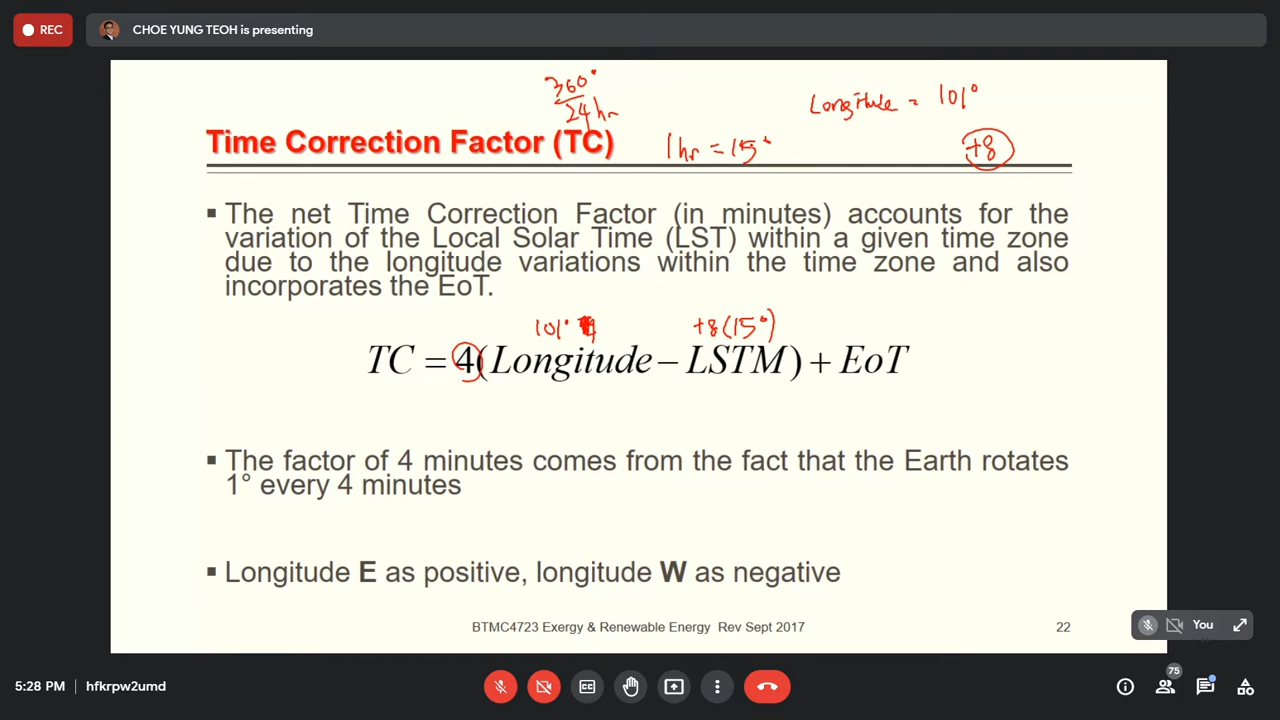 REC
CHOE YUNG TEOH is presenting
360°
24hr
Longitude = 101°
Time Correction Factor (TC)
1hr = 15°
+8
▪ The net Time Correction Factor (in minutes) accounts for the
variation of the Local Solar Time (LST) within a given time zone
due to the longitude variations within the time zone and also
incorporates the EoT.
101° +8(15°)
TC = 4(Longitude – LSTM) + EoT
▪ The factor of 4 minutes comes from the fact that the Earth rotates
1° every 4 minutes
▪ Longitude E as positive, longitude W as negative
BTMC4723 Exergy & Renewable Energy Rev Sept 2017
22
You
75
5:28 PM
hfkrpw2umd